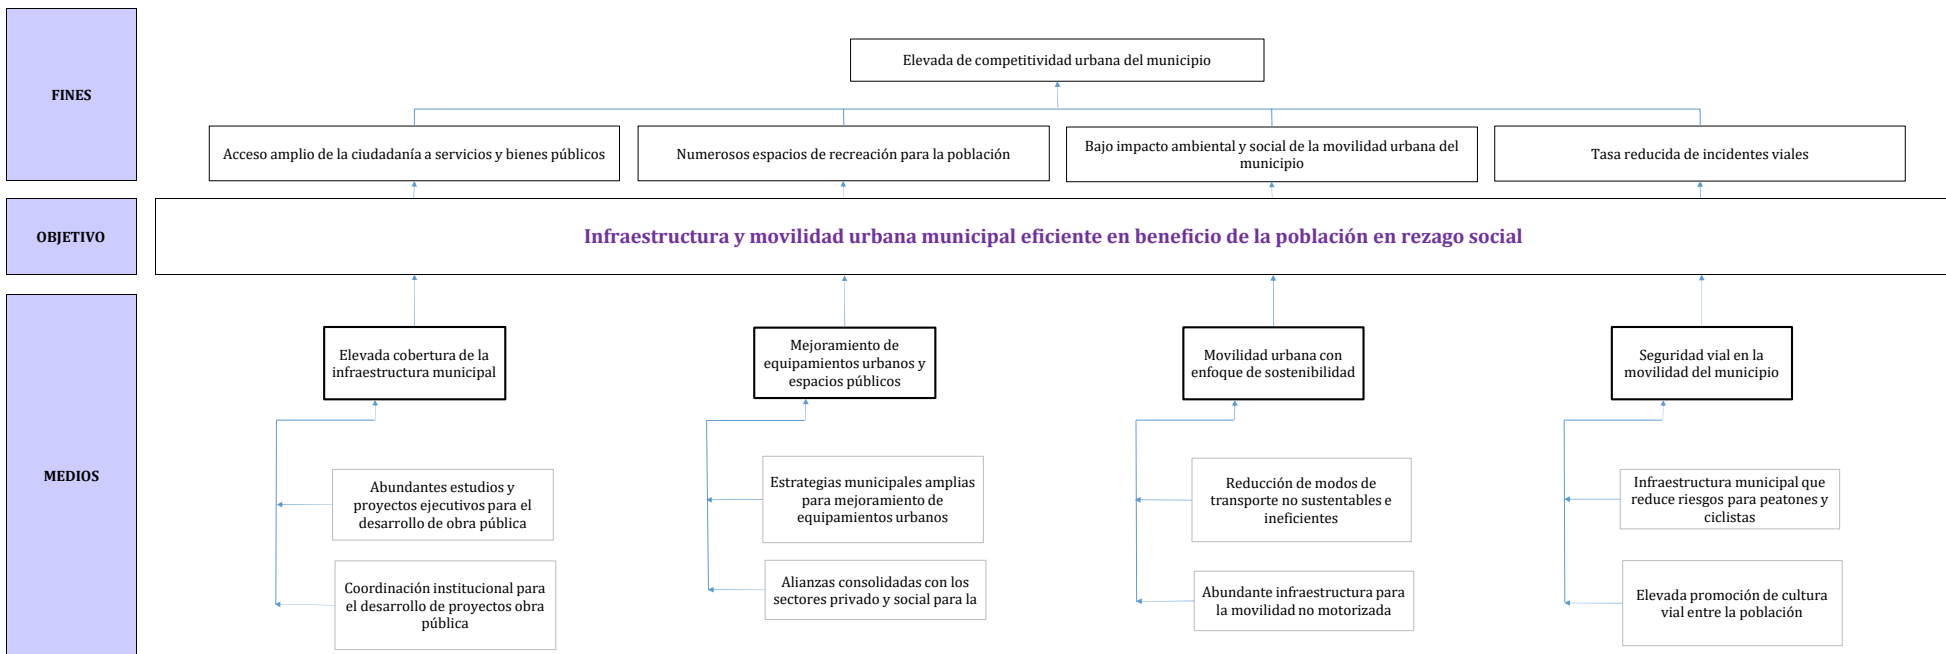 FINES
Elevada de competitividad urbana del municipio
Acceso amplio de la ciudadanía a servicios y bienes públicos
Numerosos espacios de recreación para la población
Bajo impacto ambiental y social de la movilidad urbana del
municipio
Tasa reducida de incidentes viales
OBJETIVO
Infraestructura y movilidad urbana municipal eficiente en beneficio de la población en rezago social
MEDIOS
Elevada cobertura de la
infraestructura municipal
Mejoramiento de
equipamientos urbanos y
espacios públicos
Movilidad urbana con
enfoque de sostenibilidad
Seguridad vial en la
movilidad del municipio
Abundantes estudios y
proyectos ejecutivos para el
desarrollo de obra pública
Estrategias municipales amplias
para mejoramiento de
equipamientos urbanos
Reducción de modos de
transporte no sustentables e
ineficientes
Infraestructura municipal que
reduce riesgos para peatones y
ciclistas
Coordinación institucional para
el desarrollo de proyectos obra
pública
Alianzas consolidadas con los
sectores privado y social para la
Abundante infraestructura para
la movilidad no motorizada
Elevada promoción de cultura
vial entre la población